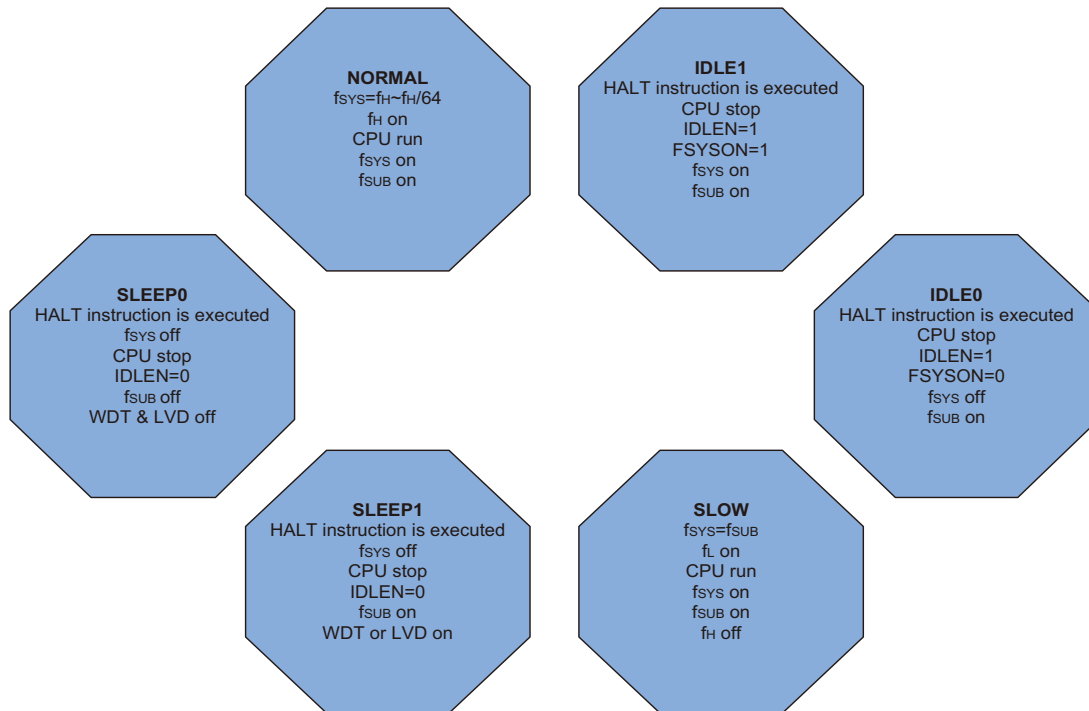 NORMAL
fSYS=fH~fH/64
fH on
CPU run
fSYS on
fSUB on
IDLE1
HALT instruction is executed
CPU stop
IDLEN=1
FSYSON=1
fSYS on
fSUB on
SLEEP0
HALT instruction is executed
fSYS off
CPU stop
IDLEN=0
fSUB off
WDT & LVD off
IDLE0
HALT instruction is executed
CPU stop
IDLEN=1
FSYSON=0
fSYS off
fSUB on
SLEEP1
HALT instruction is executed
fSYS off
CPU stop
IDLEN=0
fSUB on
WDT or LVD on
SLOW
fSYS=fSUB
fL on
CPU run
fSYS on
fSUB on
fH off